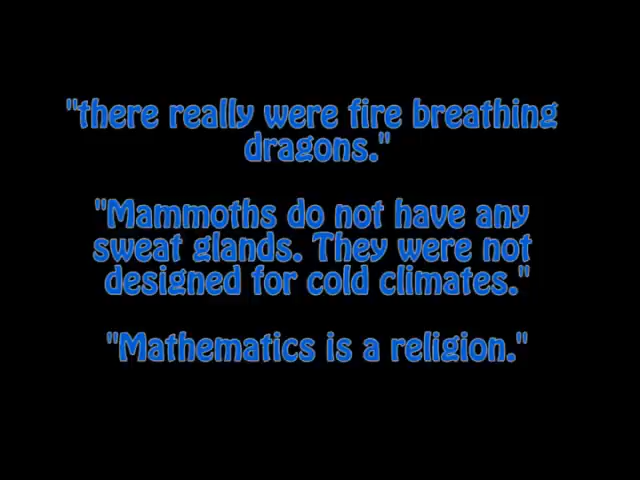 "there really were fire breathing
dragons."
"Mammoths do not have any
sweat glands. They were not
designed for cold climates."
"Mathematics is a religion."